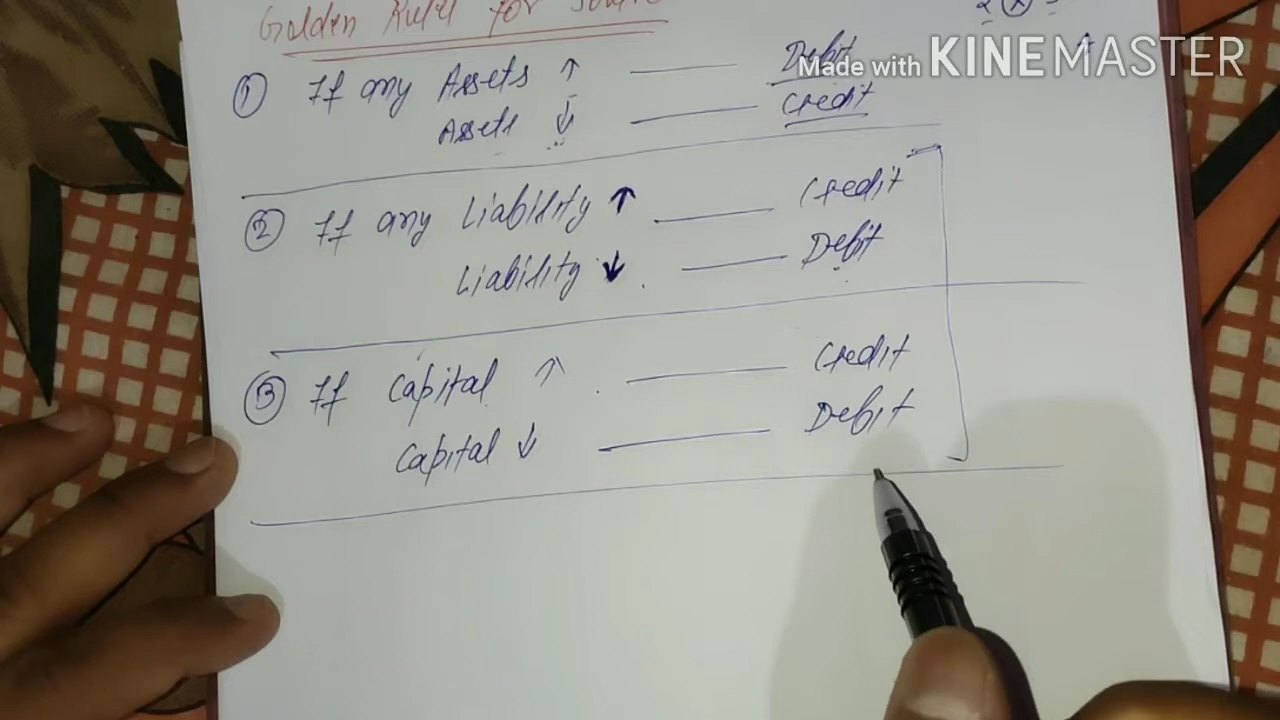 Golden Rules for
Made with KINEMASTER
① If any Assets ↑ —— Debit
Assets ↓ —— Credit
② If any Liability ↑ —— Credit
Liability ↓ —— Debit
③ If Capital ↑ —— Credit
Capital ↓ —— Debit